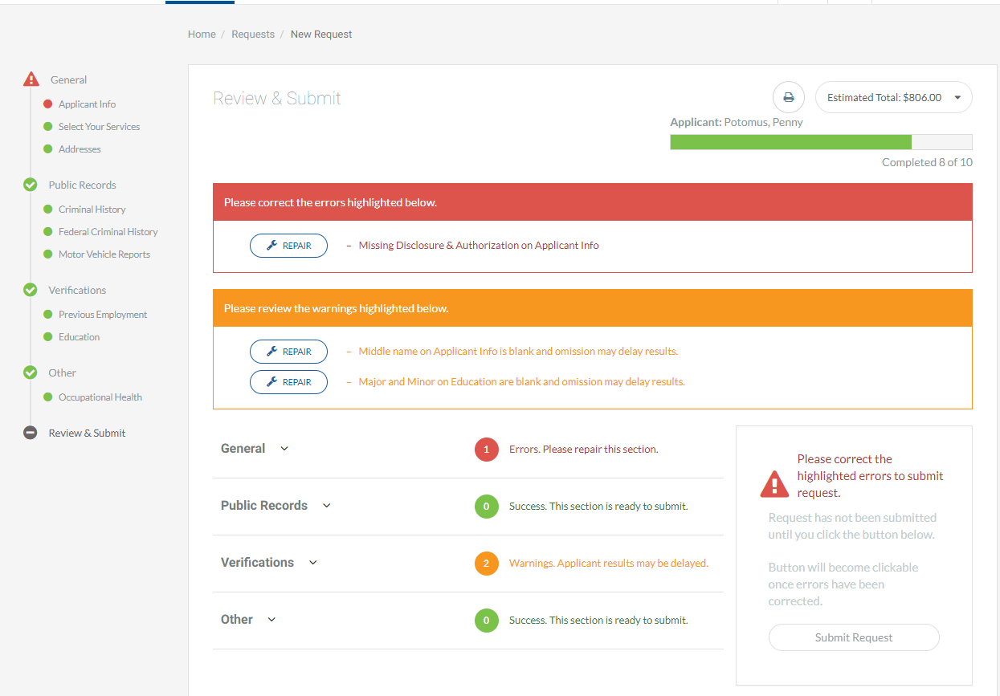 Home / Requests / New Request
General
Applicant Info
Select Your Services
Addresses
Public Records
Criminal History
Federal Criminal History
Motor Vehicle Reports
Verifications
Previous Employment
Education
Other
Occupational Health
Review & Submit
Review & Submit
Estimated Total: $806.00
Applicant: Potomus, Penny
Completed 8 of 10
Please correct the errors highlighted below.
REPAIR – Missing Disclosure & Authorization on Applicant Info
Please review the warnings highlighted below.
REPAIR – Middle name on Applicant Info is blank and omission may delay results.
REPAIR – Major and Minor on Education are blank and omission may delay results.
General 1 Errors. Please repair this section.
Public Records 0 Success. This section is ready to submit.
Verifications 2 Warnings. Applicant results may be delayed.
Other 0 Success. This section is ready to submit.
Please correct the
highlighted errors to submit
request.
Request has not been submitted
until you click the button below.
Button will become clickable
once errors have been
corrected.
Submit Request